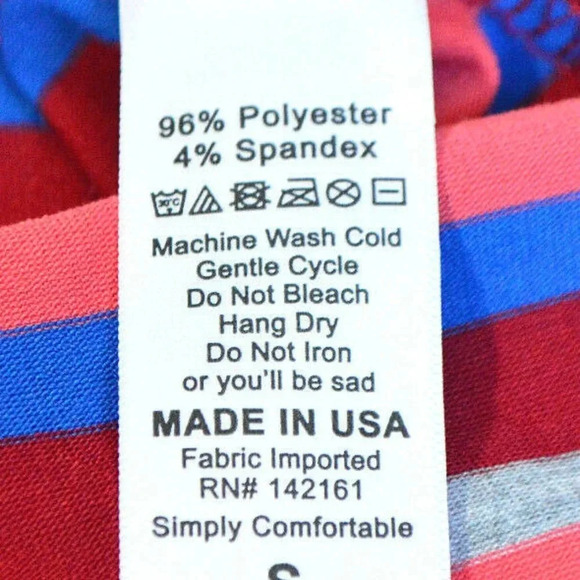 96% Polyester
4% Spandex
30°C
Machine Wash Cold
Gentle Cycle
Do Not Bleach
Hang Dry
Do Not Iron
or you'll be sad
MADE IN USA
Fabric Imported
RN# 142161
Simply Comfortable
S